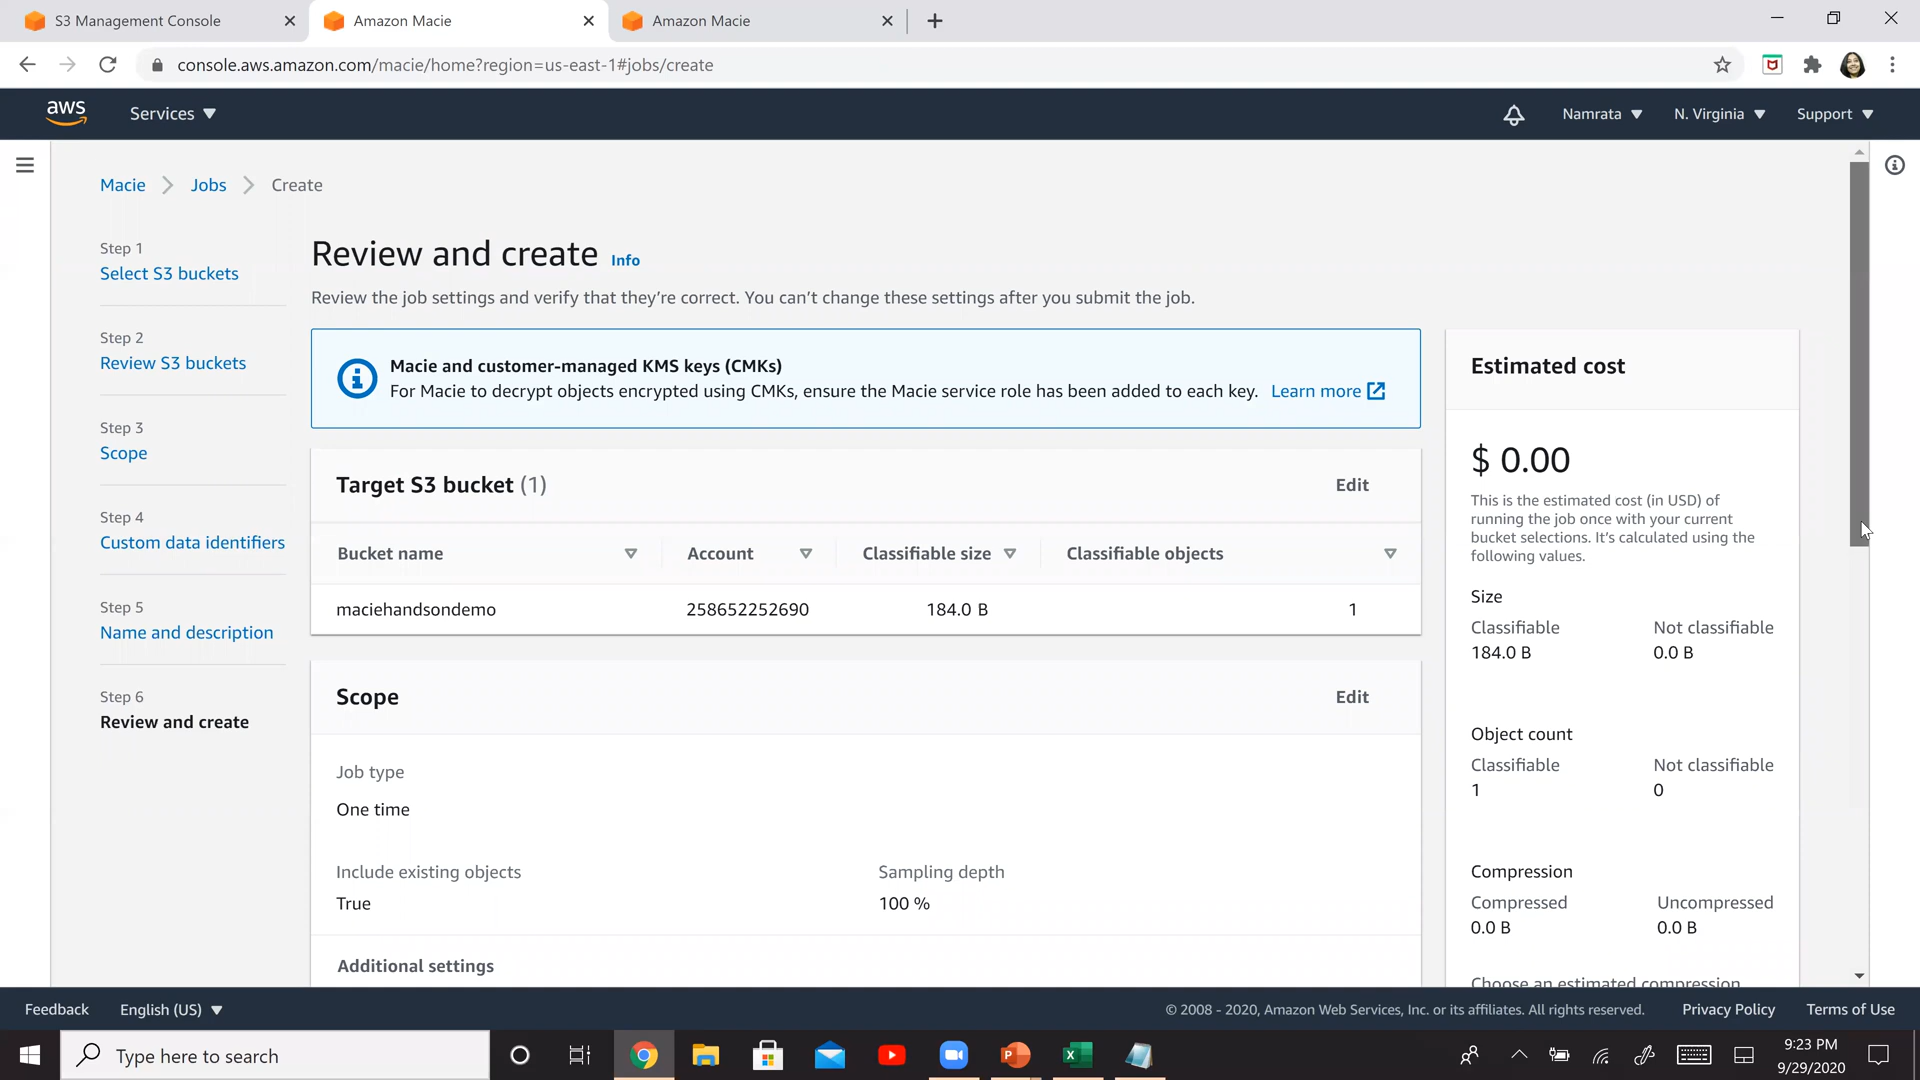 S3 Management Console
Amazon Macie
Amazon Macie
console.aws.amazon.com/macie/home?region=us-east-1#jobs/create
aws
Services
Namrata
N. Virginia
Support
Macie
Jobs
Create
Step 1
Select S3 buckets
Step 2
Review S3 buckets
Step 3
Scope
Step 4
Custom data identifiers
Step 5
Name and description
Step 6
Review and create
Review and create Info
Review the job settings and verify that they're correct. You can't change these settings after you submit the job.
Macie and customer-managed KMS keys (CMKs)
For Macie to decrypt objects encrypted using CMKs, ensure the Macie service role has been added to each key. Learn more
Target S3 bucket (1)
Edit
Bucket name Account Classifiable size Classifiable objects
maciehandsondemo 258652252690 184.0 B 1
Scope
Edit
Job type
One time
Include existing objects Sampling depth
True 100 %
Additional settings
Estimated cost
$ 0.00
This is the estimated cost (in USD) of
running the job once with your current
bucket selections. It's calculated using the
following values.
Size
Classifiable Not classifiable
184.0 B 0.0 B
Object count
Classifiable Not classifiable
1 0
Compression
Compressed Uncompressed
0.0 B 0.0 B
Choose an estimated compression
Feedback
English (US)
© 2008 - 2020, Amazon Web Services, Inc. or its affiliates. All rights reserved.
Privacy Policy
Terms of Use
Type here to search
9:23 PM
9/29/2020